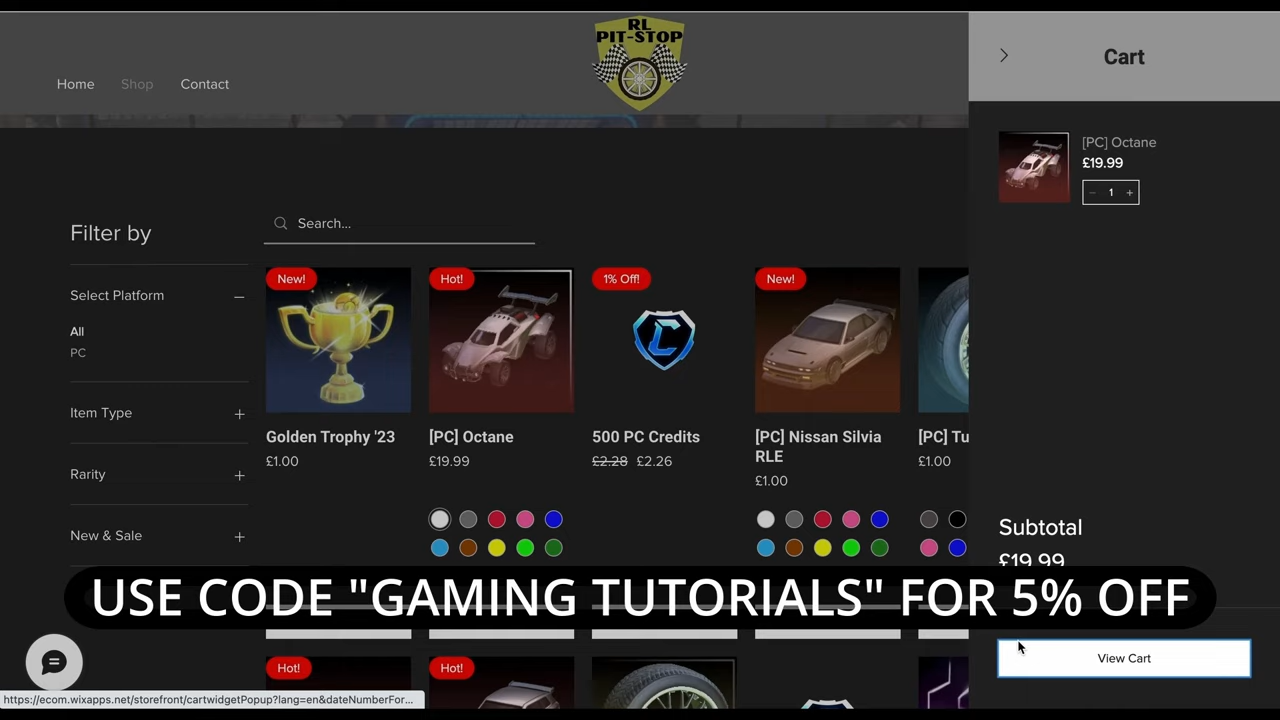 RL
PIT-STOP
Home
Shop
Contact
Cart
[PC] Octane
£19.99
1
Filter by
Search...
Select Platform
All
PC
Item Type
Rarity
New & Sale
New!
Hot!
1% Off!
New!
Golden Trophy '23
£1.00
[PC] Octane
£19.99
500 PC Credits
£2.28 £2.26
[PC] Nissan Silvia
RLE
£1.00
[PC] Tu
£1.00
Subtotal
£19.99
USE CODE "GAMING TUTORIALS" FOR 5% OFF
View Cart
Hot!
Hot!
https://ecom.wixapps.net/storefront/cartwidgetPopup?lang=en&dateNumberFor...